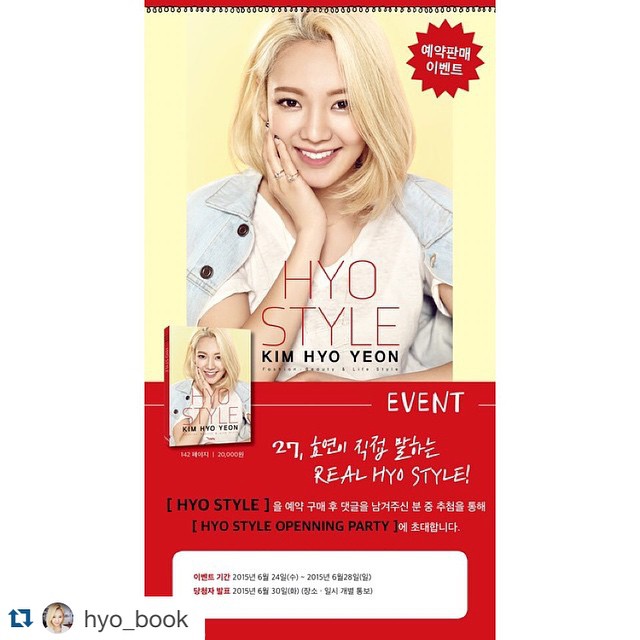 예약판매
이벤트
HYO
STYLE
KIM HYO YEON
Fashion Beauty & Life Style
HYO
STYLE
KIM HYO YEON
EVENT
142 페이지 | 20,000원
27, 효연이 직접 말하는
REAL HYO STYLE!
[ HYO STYLE ]을 예약 구매 후 댓글을 남겨주신 분 중 추첨을 통해
[ HYO STYLE OPENNING PARTY ]에 초대합니다.
이벤트 기간 2015년 6월 24일(수) ~ 2015년 6월28일(일)
당첨자 발표 2015년 6월 30일(화) (장소 · 일시 개별 통보)
hyo_book